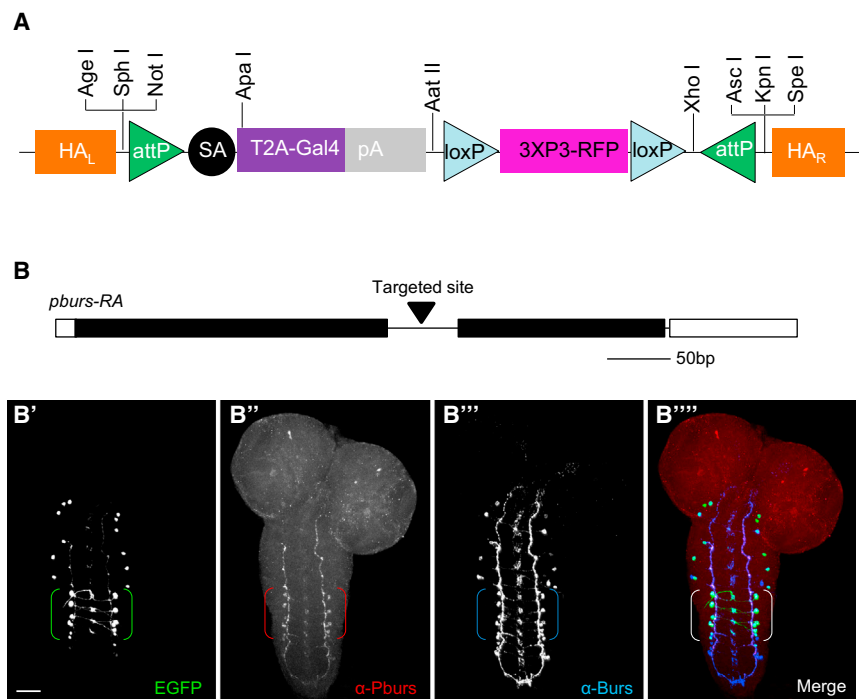 A
Age I
Sph I
Not I
Apa I
Aat II
Xho I
Asc I
Kpn I
Spe I
HAL
attP
SA
T2A-Gal4
pA
loxP
3XP3-RFP
loxP
attP
HAR
B
Targeted site
pburs-RA
50bp
B'
B''
B'''
B''''
EGFP
α-Pburs
α-Burs
Merge